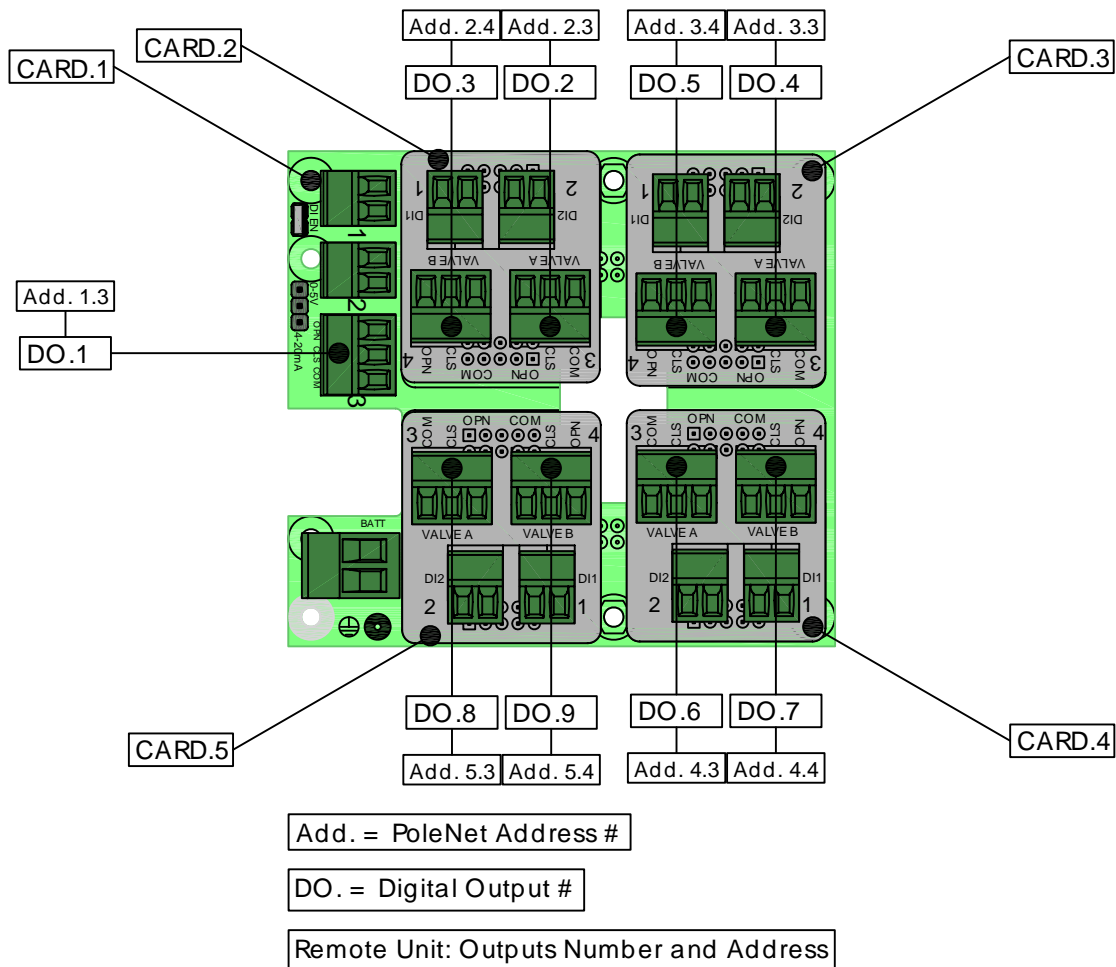 Add. 2.4 Add. 2.3 Add. 3.4 Add. 3.3
CARD.2
CARD.1
CARD.3
DO.3 DO.2 DO.5 DO.4
1 2 1 2
DI1 DI2 DI1 DI2
DI EN
1
VALVE B VALVE A VALVE B VALVE A
Add. 1.3
DO.1
0-5V
2
4-20mA
OPN CLS COM
3
4 OPN CLS CLS COM 3
COM OPN
4 OPN CLS CLS COM 3
COM OPN
3 COM CLS OPN COM CLS OPN 4
3 COM CLS OPN COM CLS OPN 4
BATT
VALVE A VALVE B VALVE A VALVE B
DI2 DI1 DI2 DI1
2 1 2 1
DO.8 DO.9 DO.6 DO.7
CARD.5
CARD.4
Add. 5.3 Add. 5.4 Add. 4.3 Add. 4.4
Add. = PoleNet Address #
DO. = Digital Output #
Remote Unit: Outputs Number and Address